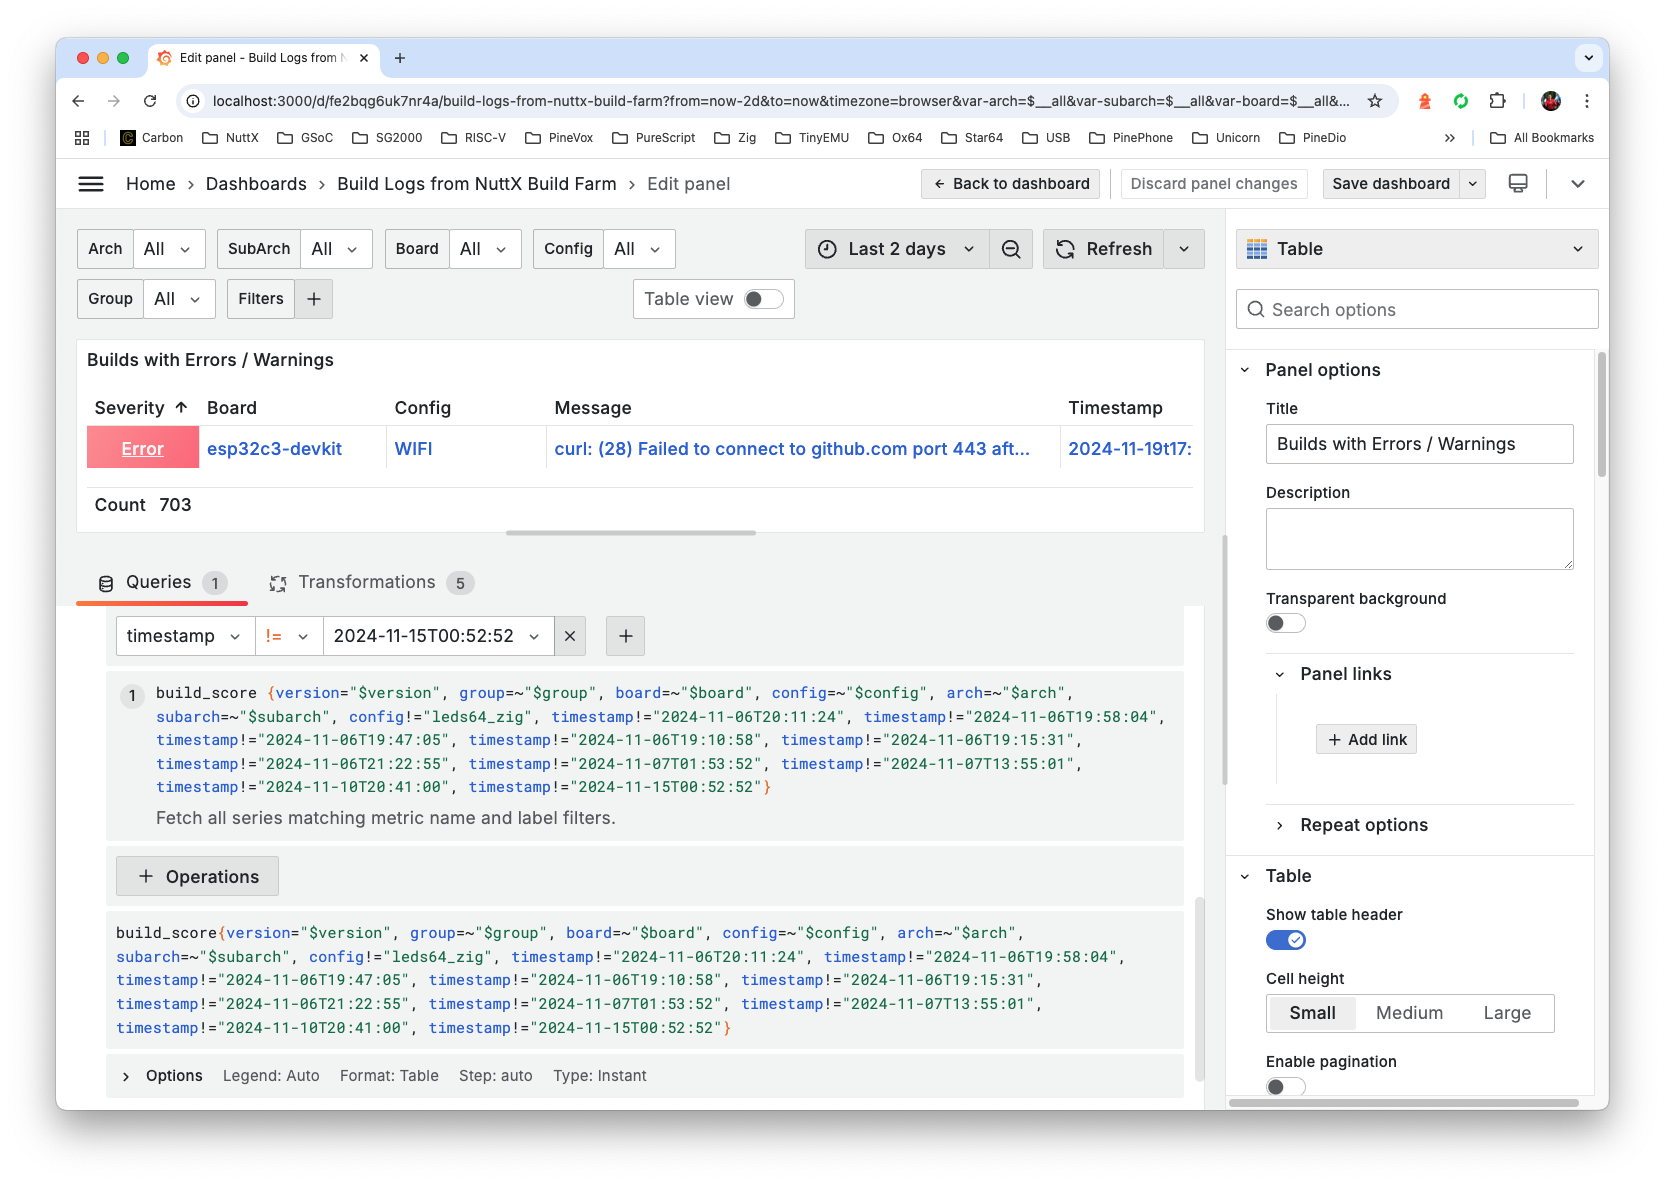 Edit panel - Build Logs from N
localhost:3000/d/fe2bqg6uk7nr4a/build-logs-from-nuttx-build-farm?from=now-2d&to=now&timezone=browser&var-arch=$__all&var-subarch=$__all&var-board=$__all&...
Carbon NuttX GSoC SG2000 RISC-V PineVox PureScript Zig TinyEMU Ox64 Star64 USB PinePhone Unicorn PineDio » All Bookmarks
Home › Dashboards › Build Logs from NuttX Build Farm › Edit panel
← Back to dashboard
Discard panel changes
Save dashboard
Arch All SubArch All Board All Config All
Last 2 days
Refresh
Group All Filters +
Table view
Builds with Errors / Warnings
Severity ↑ Board Config Message Timestamp
Error esp32c3-devkit WIFI curl: (28) Failed to connect to github.com port 443 aft... 2024-11-19t17:
Count 703
Queries 1 Transformations 5
timestamp != 2024-11-15T00:52:52 × +
1 build_score {version="$version", group=~"$group", board=~"$board", config=~"$config", arch=~"$arch",
subarch=~"$subarch", config!="leds64_zig", timestamp!="2024-11-06T20:11:24", timestamp!="2024-11-06T19:58:04",
timestamp!="2024-11-06T19:47:05", timestamp!="2024-11-06T19:10:58", timestamp!="2024-11-06T19:15:31",
timestamp!="2024-11-06T21:22:55", timestamp!="2024-11-07T01:53:52", timestamp!="2024-11-07T13:55:01",
timestamp!="2024-11-10T20:41:00", timestamp!="2024-11-15T00:52:52"}
Fetch all series matching metric name and label filters.
+ Operations
build_score{version="$version", group=~"$group", board=~"$board", config=~"$config", arch=~"$arch",
subarch=~"$subarch", config!="leds64_zig", timestamp!="2024-11-06T20:11:24", timestamp!="2024-11-06T19:58:04",
timestamp!="2024-11-06T19:47:05", timestamp!="2024-11-06T19:10:58", timestamp!="2024-11-06T19:15:31",
timestamp!="2024-11-06T21:22:55", timestamp!="2024-11-07T01:53:52", timestamp!="2024-11-07T13:55:01",
timestamp!="2024-11-10T20:41:00", timestamp!="2024-11-15T00:52:52"}
Options Legend: Auto Format: Table Step: auto Type: Instant
Table
Search options
Panel options
Title
Builds with Errors / Warnings
Description
Transparent background
Panel links
+ Add link
Repeat options
Table
Show table header
Cell height
Small Medium Large
Enable pagination